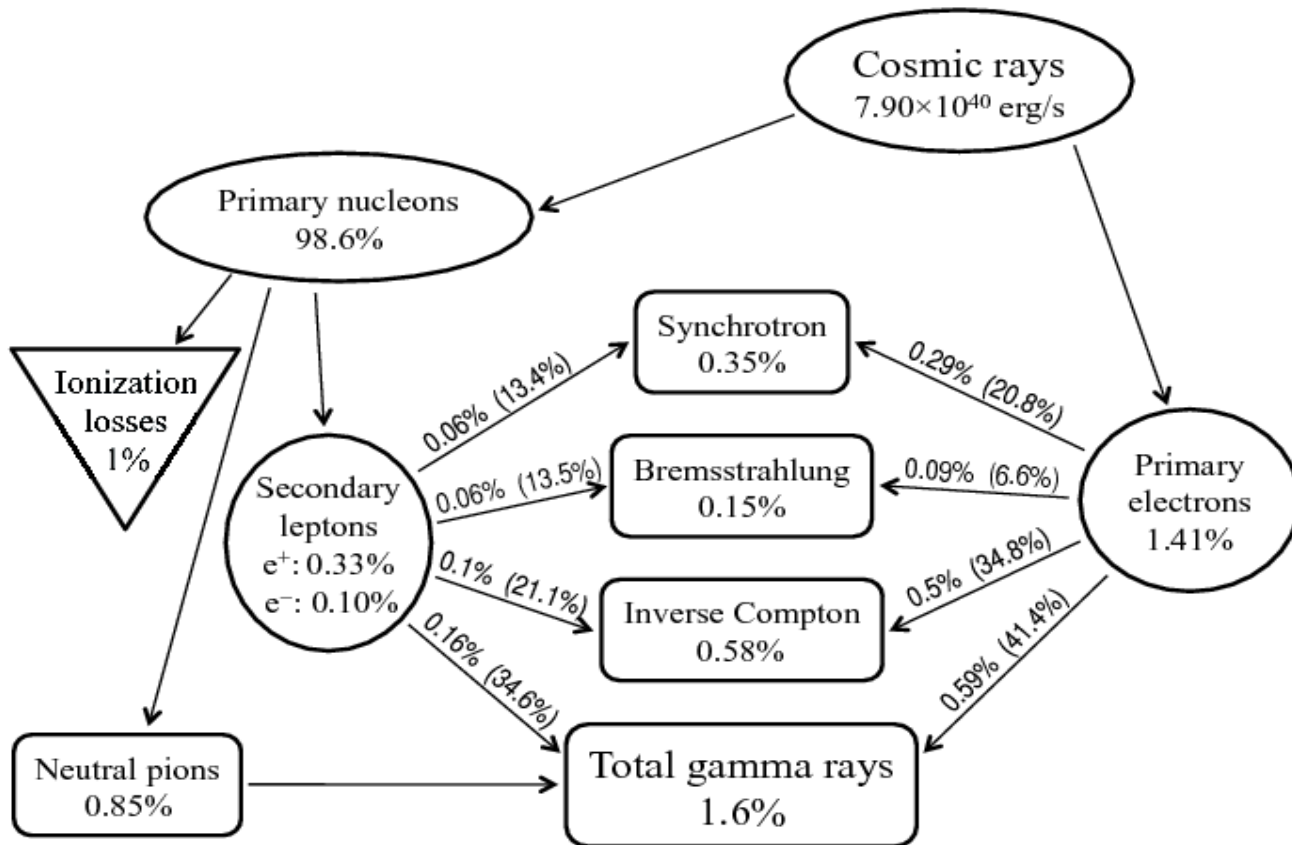 Cosmic rays
7.90×10⁴⁰ erg/s
Primary nucleons
98.6%
Ionization
losses
1%
Synchrotron
0.35%
0.06% (13.4%)
0.29% (20.8%)
Secondary
leptons
e⁺: 0.33%
e⁻: 0.10%
Bremsstrahlung
0.15%
0.06% (13.5%)
0.09% (6.6%)
Primary
electrons
1.41%
0.1% (21.1%)
0.5% (34.8%)
Inverse Compton
0.58%
0.16% (34.6%)
0.59% (41.4%)
Neutral pions
0.85%
Total gamma rays
1.6%